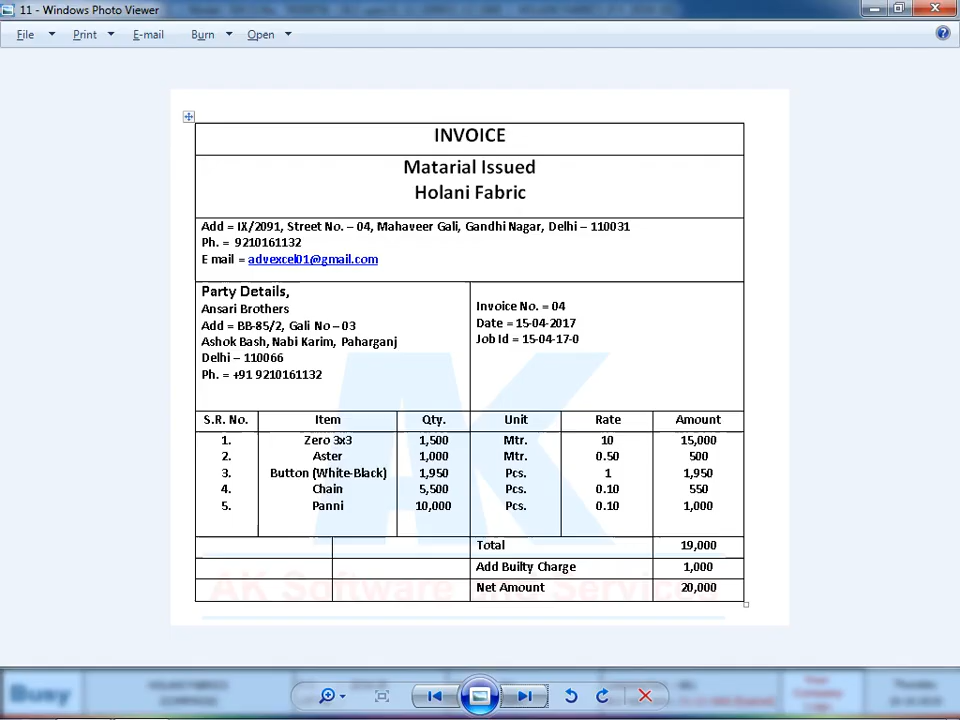 11 - Windows Photo Viewer
File Print E-mail Burn Open
INVOICE
Matarial Issued
Holani Fabric
Add = IX/2091, Street No. – 04, Mahaveer Gali, Gandhi Nagar, Delhi – 110031
Ph. = 9210161132
E mail = advexcel01@gmail.com
Party Details,
Ansari Brothers
Add = BB-85/2, Gali No – 03
Ashok Bash, Nabi Karim, Paharganj
Delhi – 110066
Ph. = +91 9210161132
Invoice No. = 04
Date = 15-04-2017
Job Id = 15-04-17-0
S.R. No. Item Qty. Unit Rate Amount
1. Zero 3x3 1,500 Mtr. 10 15,000
2. Aster 1,000 Mtr. 0.50 500
3. Button (White-Black) 1,950 Pcs. 1 1,950
4. Chain 5,500 Pcs. 0.10 550
5. Panni 10,000 Pcs. 0.10 1,000
Total 19,000
Add Builty Charge 1,000
Net Amount 20,000
AK Software
Busy
Your
Company
Logo